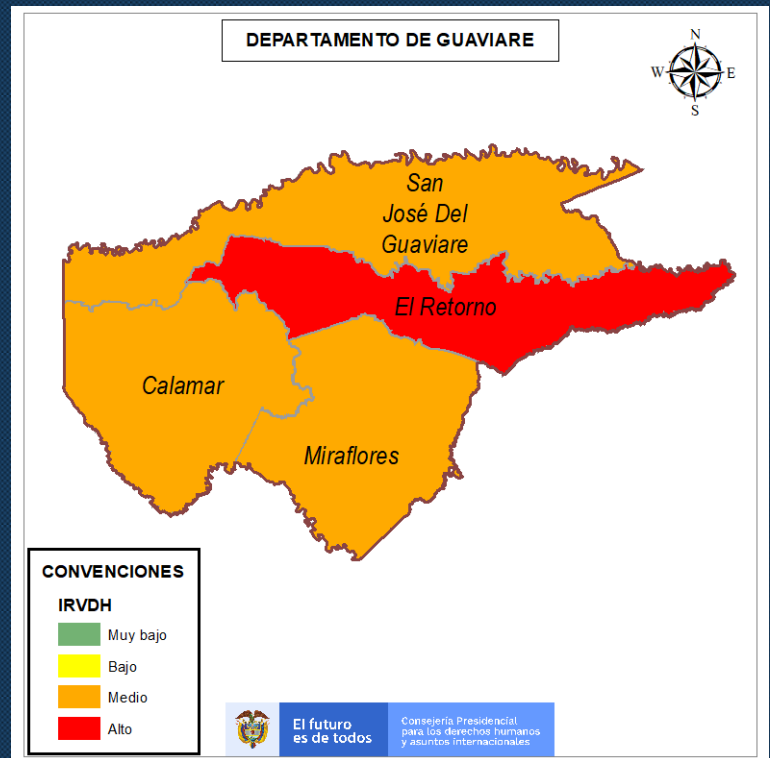 DEPARTAMENTO DE GUAVIARE
N
W
E
S
San
José Del
Guaviare
El Retorno
Calamar
Miraflores
CONVENCIONES
IRVDH
Muy bajo
Bajo
Medio
Alto
El futuro
es de todos
Consejería Presidencial
para los derechos humanos
y asuntos internacionales